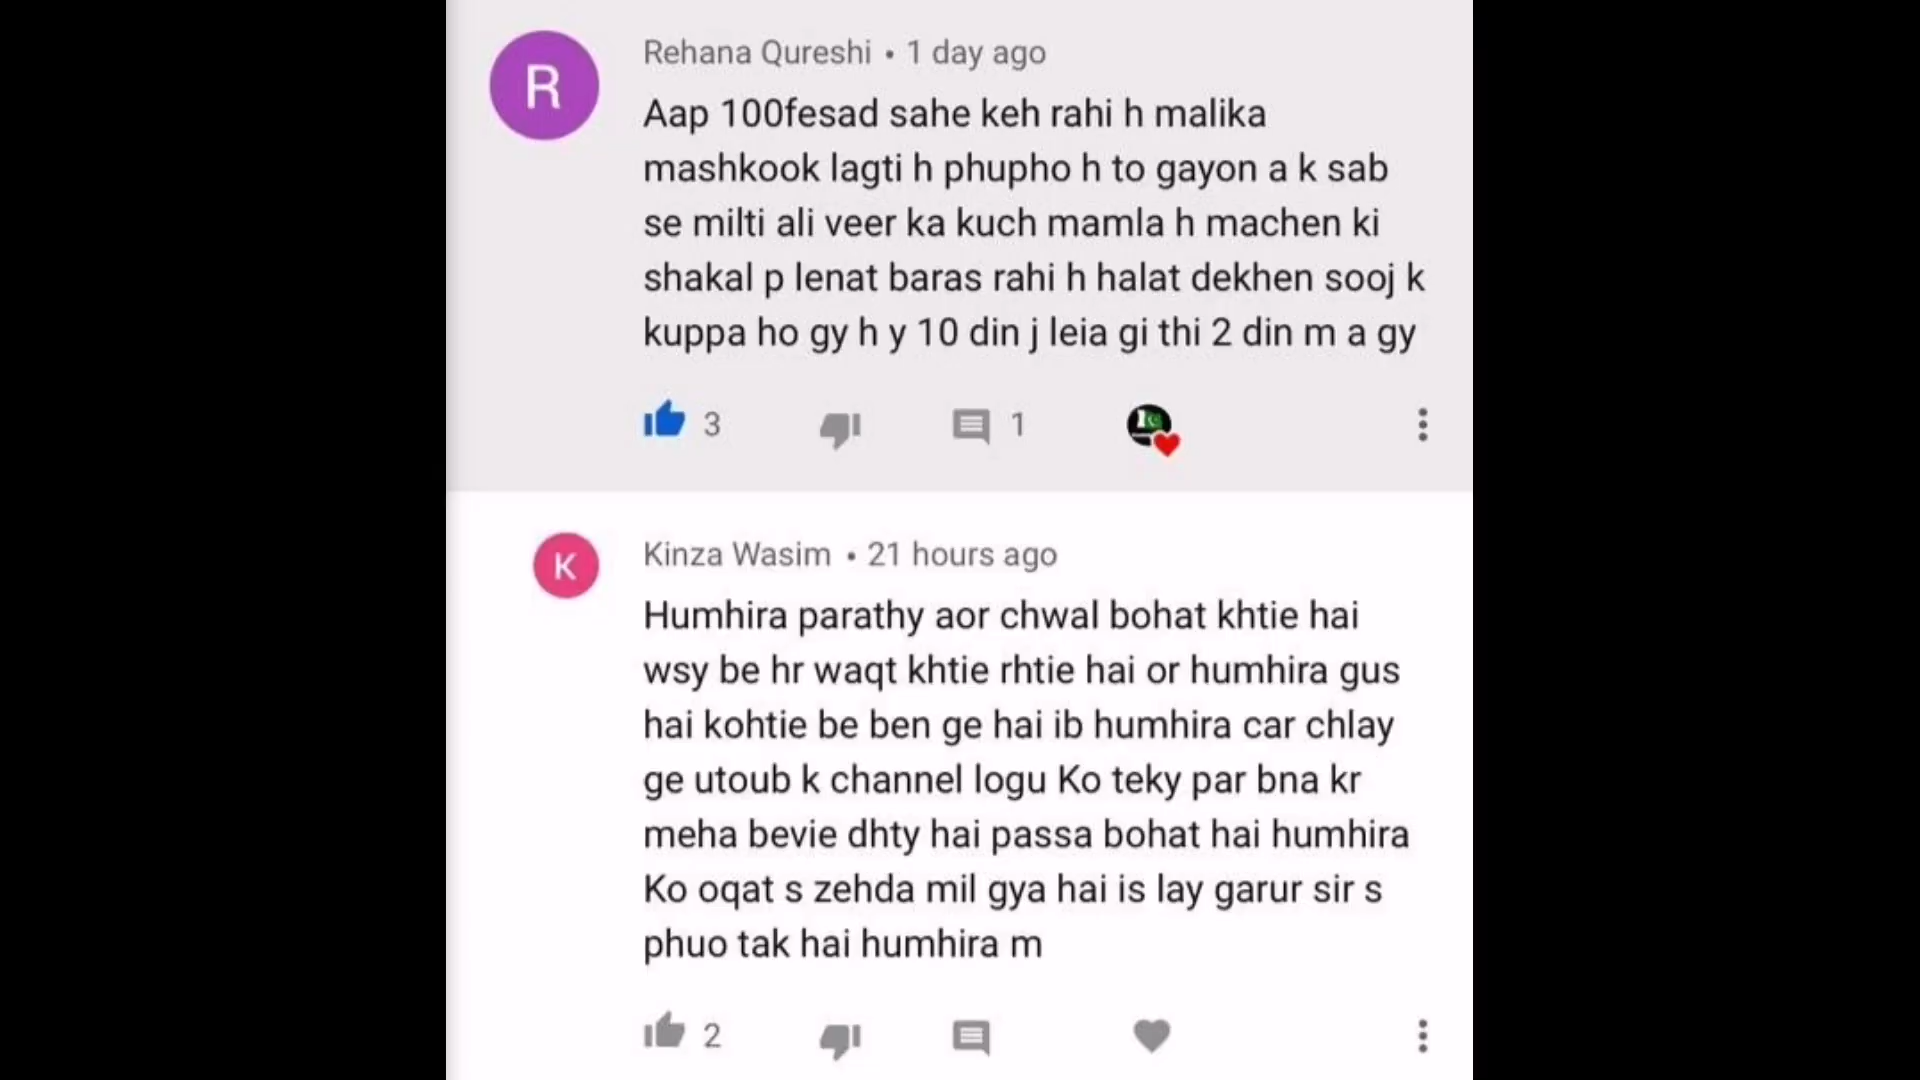 R
Rehana Qureshi • 1 day ago
Aap 100fesad sahe keh rahi h malika
mashkook lagti h phupho h to gayon a k sab
se milti ali veer ka kuch mamla h machen ki
shakal p lenat baras rahi h halat dekhen sooj k
kuppa ho gy h y 10 din j leia gi thi 2 din m a gy
3 1
K
Kinza Wasim • 21 hours ago
Humhira parathy aor chwal bohat khtie hai
wsy be hr waqt khtie rhtie hai or humhira gus
hai kohtie be ben ge hai ib humhira car chlay
ge utoub k channel logu Ko teky par bna kr
meha bevie dhty hai passa bohat hai humhira
Ko oqat s zehda mil gya hai is lay garur sir s
phuo tak hai humhira m
2